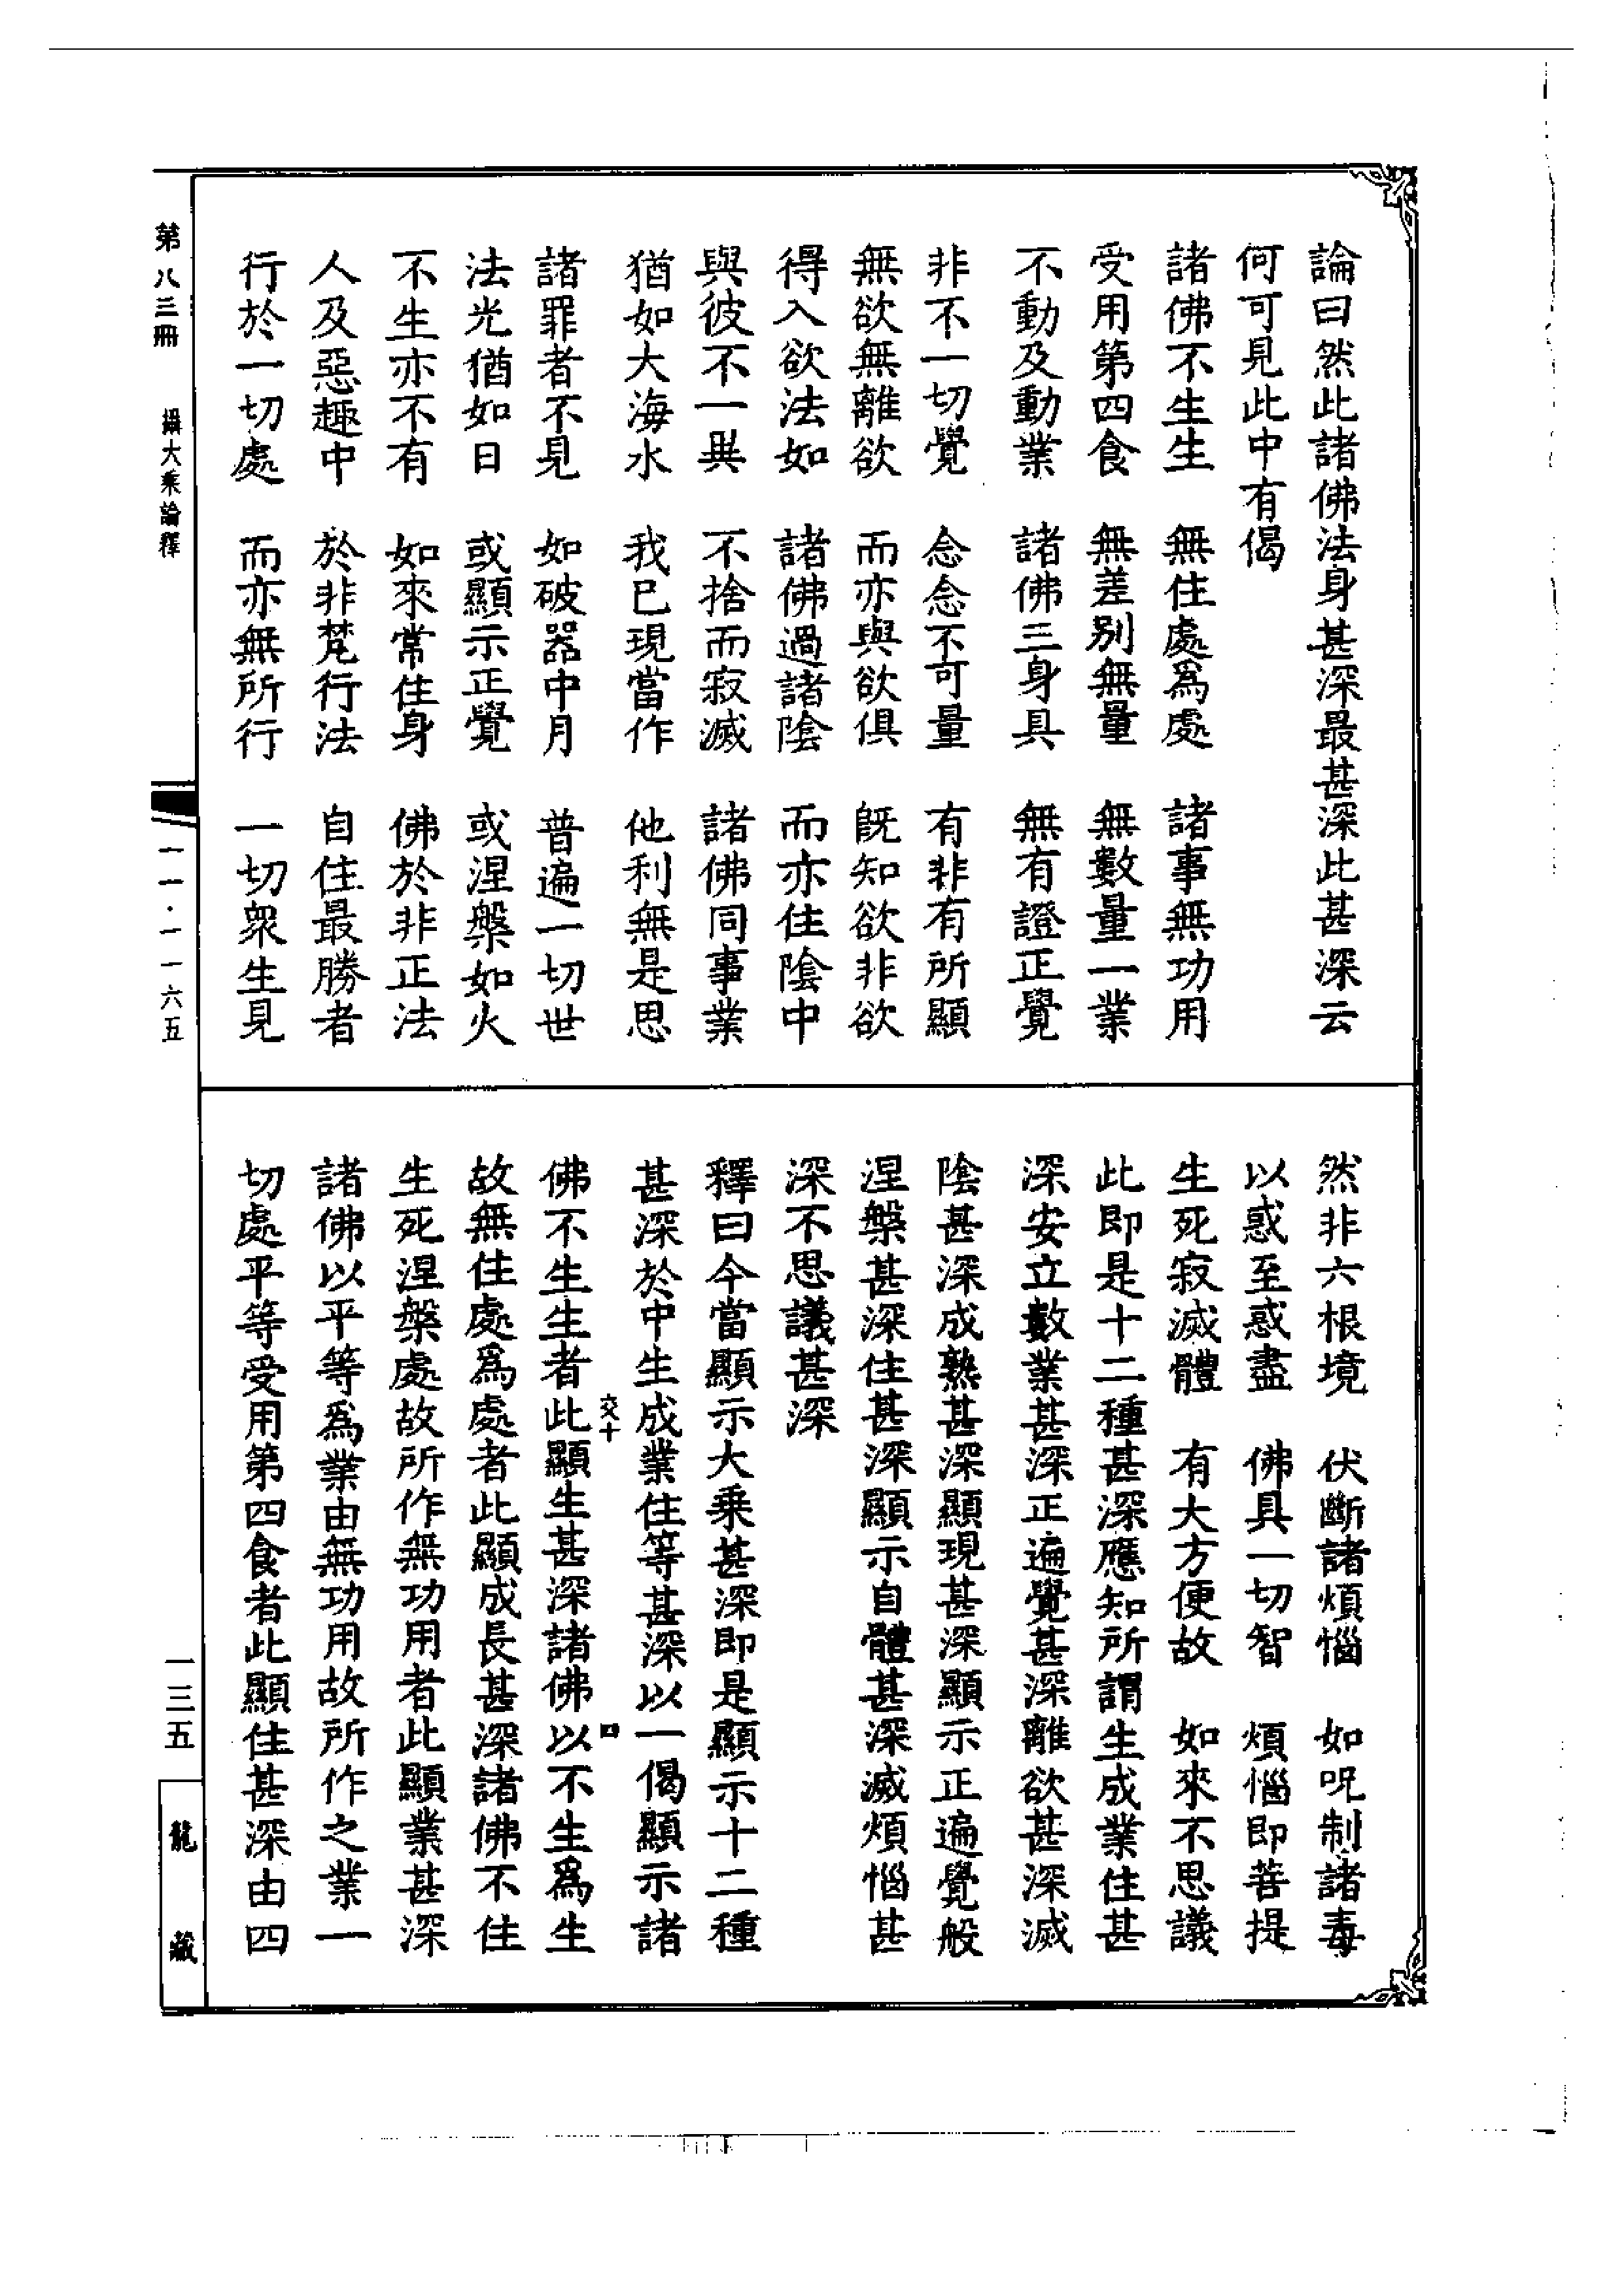 論曰然此諸佛法身甚深最甚深此甚深云
何可見此中有偈
諸佛不生生　無住處爲處　諸事無功用
受用第四食　無差别無量　無數量一業
不動及動業　諸佛三身具　無有證正覺
非不一切覺　念念不可量　有非有所顯
無欲無離欲　而亦與欲俱　旣知欲非欲
得入欲法如　諸佛過諸陰　而亦住陰中
與彼不一異　不捨而寂滅　諸佛同事業
猶如大海水　我已現當作　他利無是思
諸罪者不見　如破器中月　普遍一切世
法光猶如日　或顯示正覺　或涅槃如火
不生亦不有　如來常住身　佛於非正法
人及惡趣中　於非梵行法　自住最勝者
行於一切處　而亦無所行　一切衆生見
然非六根境　伏斷諸煩惱　如呪制諸毒
以惑至惑盡　佛具一切智　煩惱即菩提
生死寂滅體　有大方便故　如來不思議
此即是十二種甚深應知所謂生成業住甚
深安立數業甚深正遍覺甚深離欲甚深滅
陰甚深成熟甚深顯現甚深顯示正遍覺般
涅槃甚深住甚深顯示自體甚深滅煩惱甚
深不思議甚深
釋曰今當顯示大乘甚深即是顯示十二種
甚深於中生成業住等甚深以一偈顯示諸
交十　四
佛不生生者此顯生甚深諸佛以不生爲生
故無住處爲處者此顯成長甚深諸佛不住
生死涅槃處故所作無功用者此顯業甚深
諸佛以平等爲業由無功用故所作之業一
切處平等受用第四食者此顯住甚深由四
第八三冊　攝大乘論釋　一一·一一六五　一三五　龍藏